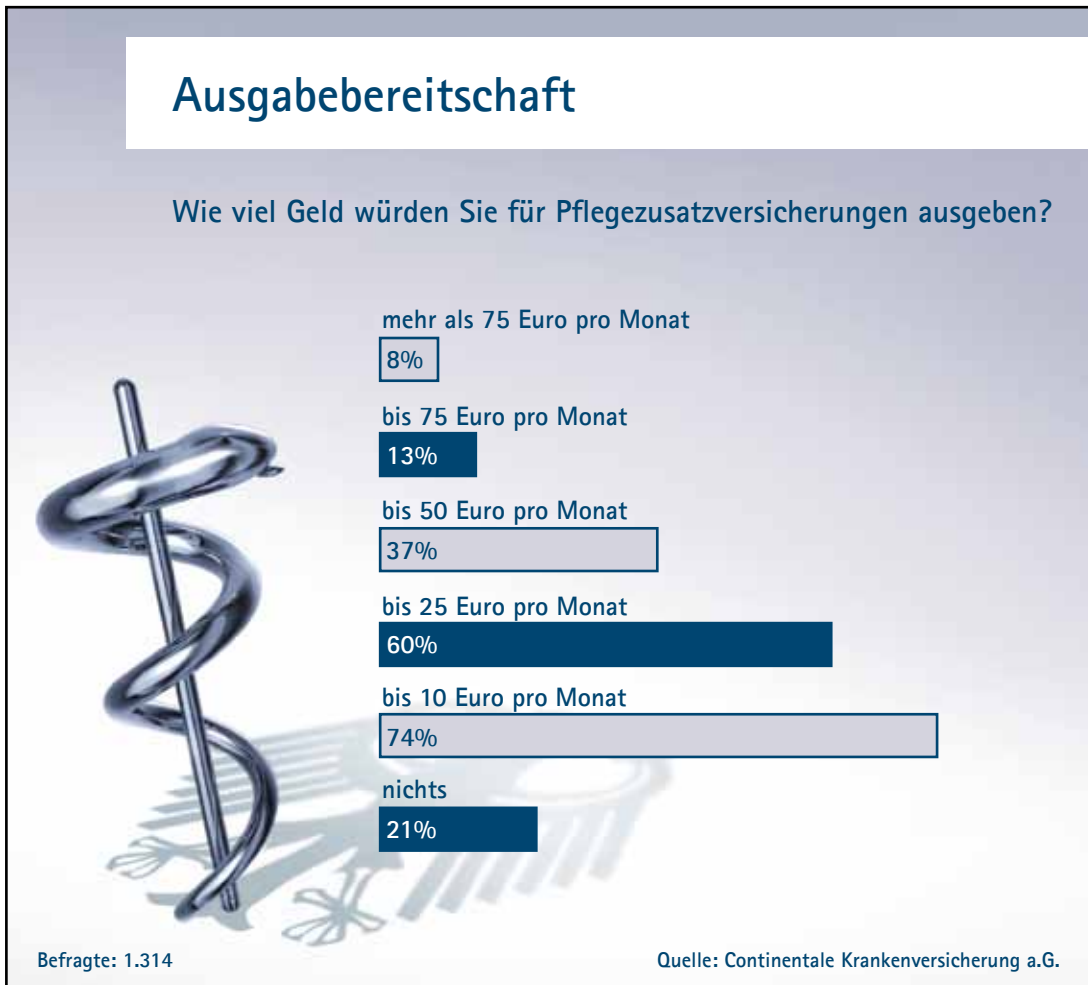 Ausgabebereitschaft
Wie viel Geld würden Sie für Pflegezusatzversicherungen ausgeben?
mehr als 75 Euro pro Monat
8%
bis 75 Euro pro Monat
13%
bis 50 Euro pro Monat
37%
bis 25 Euro pro Monat
60%
bis 10 Euro pro Monat
74%
nichts
21%
Befragte: 1.314
Quelle: Continentale Krankenversicherung a.G.